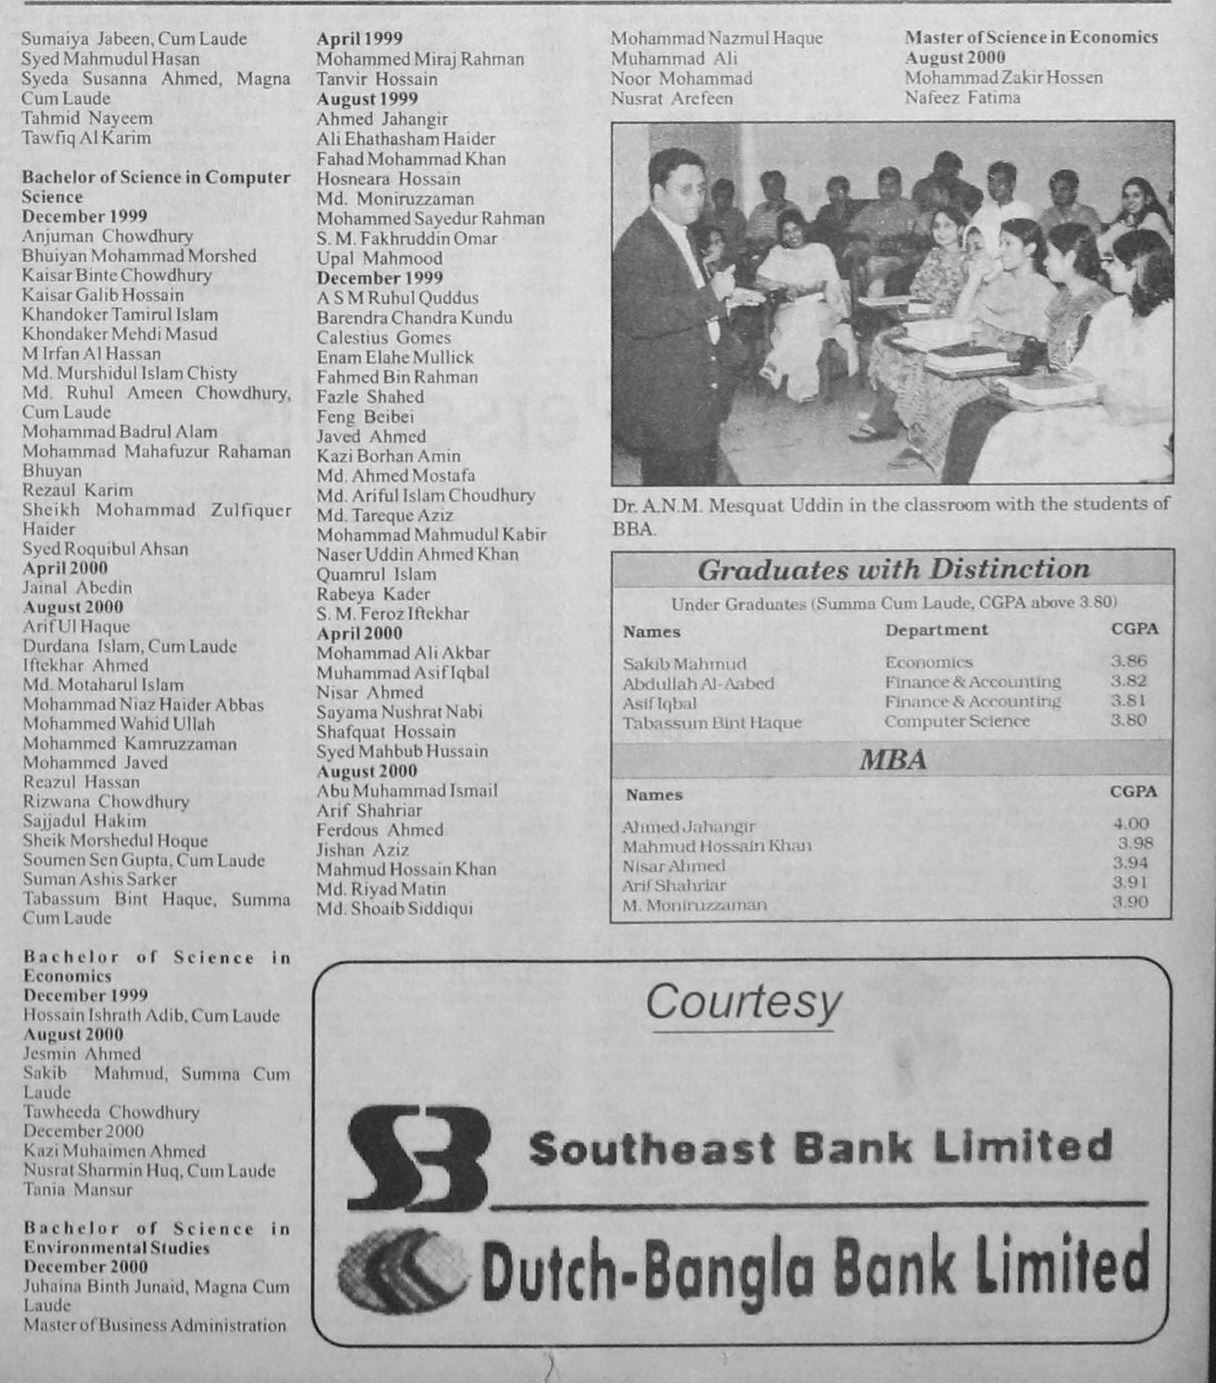 Sumaiya Jabeen, Cum Laude
Syed Mahmudul Hasan
Syeda Susanna Ahmed, Magna
Cum Laude
Tahmid Nayeem
Tawfiq Al Karim
Bachelor of Science in Computer
Science
December 1999
Anjuman Chowdhury
Bhuiyan Mohammad Morshed
Kaisar Binte Chowdhury
Kaisar Galib Hossain
Khandoker Tamirul Islam
Khondaker Mehdi Masud
M Irfan Al Hassan
Md. Murshidul Islam Chisty
Md. Ruhul Ameen Chowdhury,
Cum Laude
Mohammad Badrul Alam
Mohammad Mahafuzur Rahaman
Bhuyan
Rezaul Karim
Sheikh Mohammad Zulfiquer
Haider
Syed Roquibul Ahsan
April 2000
Jainal Abedin
August 2000
Arif Ul Haque
Durdana Islam, Cum Laude
Iftekhar Ahmed
Md. Motaharul Islam
Mohammad Niaz Haider Abbas
Mohammed Wahid Ullah
Mohammed Kamruzzaman
Mohammed Javed
Reazul Hassan
Rizwana Chowdhury
Sajjadul Hakim
Sheik Morshedul Hoque
Soumen Sen Gupta, Cum Laude
Suman Ashis Sarker
Tabassum Bint Haque, Summa
Cum Laude
Bachelor of Science in
Economics
December 1999
Hossain Ishrath Adib, Cum Laude
August 2000
Jesmin Ahmed
Sakib Mahmud, Summa Cum
Laude
Tawheeda Chowdhury
December 2000
Kazi Muhaimen Ahmed
Nusrat Sharmin Huq, Cum Laude
Tania Mansur
Bachelor of Science in
Environmental Studies
December 2000
Juhaina Binth Junaid, Magna Cum
Laude
Master of Business Administration
April 1999
Mohammed Miraj Rahman
Tanvir Hossain
August 1999
Ahmed Jahangir
Ali Ehathasham Haider
Fahad Mohammad Khan
Hosneara Hossain
Md. Moniruzzaman
Mohammed Sayedur Rahman
S. M. Fakhruddin Omar
Upal Mahmood
December 1999
A S M Ruhul Quddus
Barendra Chandra Kundu
Calestius Gomes
Enam Elahe Mullick
Fahmed Bin Rahman
Fazle Shahed
Feng Beibei
Javed Ahmed
Kazi Borhan Amin
Md. Ahmed Mostafa
Md. Ariful Islam Choudhury
Md. Tareque Aziz
Mohammad Mahmudul Kabir
Naser Uddin Ahmed Khan
Quamrul Islam
Rabeya Kader
S. M. Feroz Iftekhar
April 2000
Mohammad Ali Akbar
Muhammad Asif Iqbal
Nisar Ahmed
Sayama Nushrat Nabi
Shafquat Hossain
Syed Mahbub Hussain
August 2000
Abu Muhammad Ismail
Arif Shahriar
Ferdous Ahmed
Jishan Aziz
Mahmud Hossain Khan
Md. Riyad Matin
Md. Shoaib Siddiqui
Mohammad Nazmul Haque
Muhammad Ali
Noor Mohammad
Nusrat Arefeen
Master of Science in Economics
August 2000
Mohammad Zakir Hossen
Nafeez Fatima
Dr. A.N.M. Mesquat Uddin in the classroom with the students of
BBA.
Graduates with Distinction
Under Graduates (Summa Cum Laude, CGPA above 3.80)
Names Department CGPA
Sakib Mahmud Economics 3.86
Abdullah Al-Aabed Finance & Accounting 3.82
Asif Iqbal Finance & Accounting 3.81
Tabassum Bint Haque Computer Science 3.80
MBA
Names CGPA
Ahmed Jahangir 4.00
Mahmud Hossain Khan 3.98
Nisar Ahmed 3.94
Arif Shahriar 3.91
M. Moniruzzaman 3.90
Courtesy
SB Southeast Bank Limited
Dutch-Bangla Bank Limited